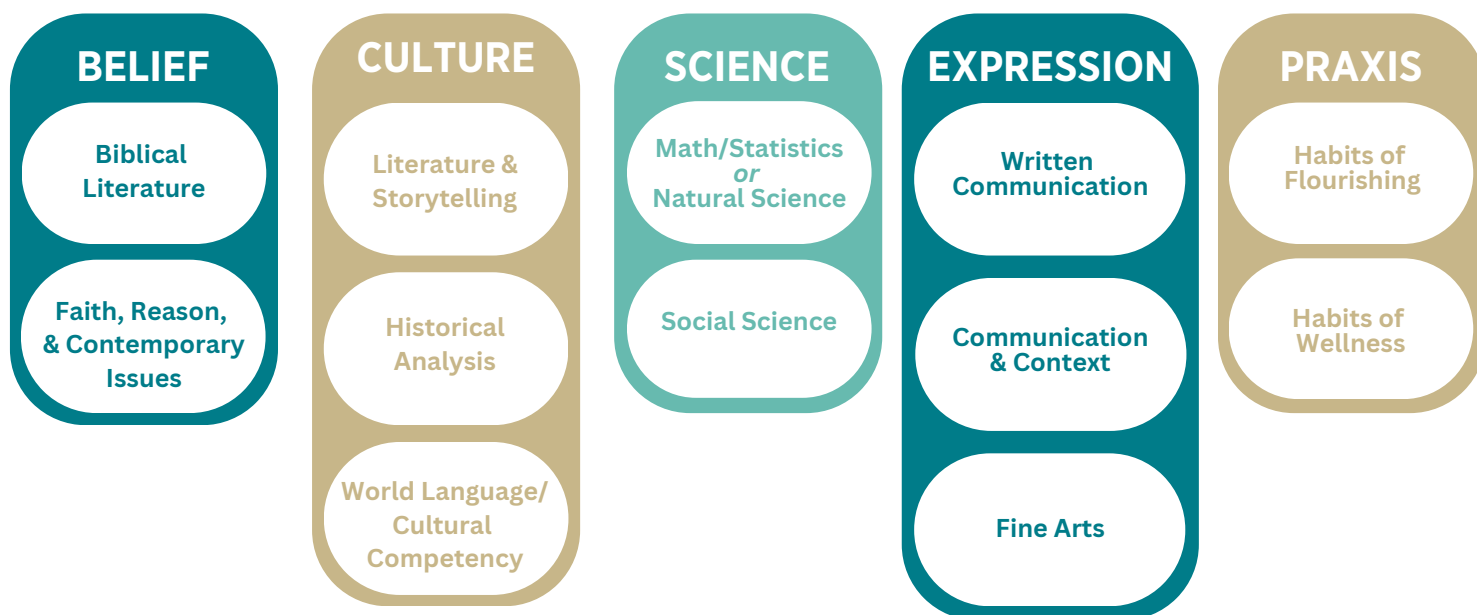 BELIEF
Biblical
Literature
Faith, Reason,
& Contemporary
Issues
CULTURE
Literature &
Storytelling
Historical
Analysis
World Language/
Cultural
Competency
SCIENCE
Math/Statistics
or
Natural Science
Social Science
EXPRESSION
Written
Communication
Communication
& Context
Fine Arts
PRAXIS
Habits of
Flourishing
Habits of
Wellness